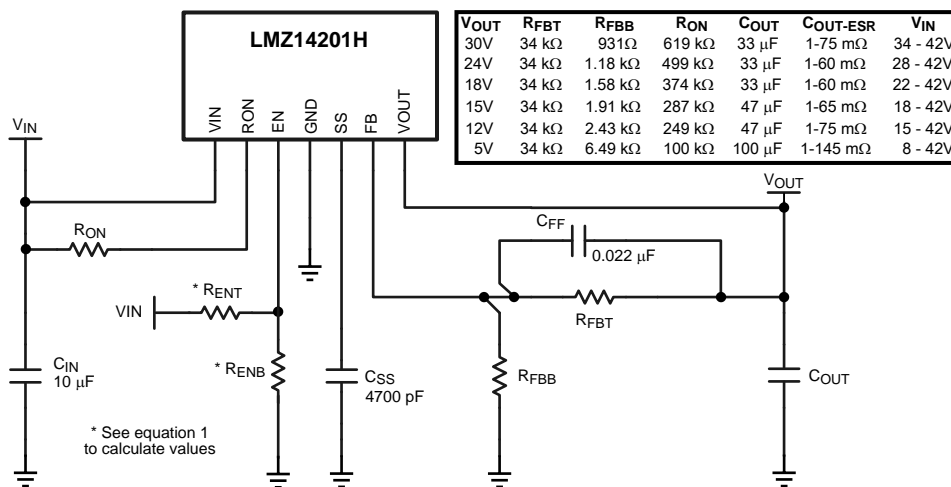 LMZ14201H
VIN
RON
EN
GND
SS
FB
VOUT
VOUT RFBT RFBB RON COUT COUT-ESR VIN
30V 34 kΩ 931Ω 619 kΩ 33 μF 1-75 mΩ 34 - 42V
24V 34 kΩ 1.18 kΩ 499 kΩ 33 μF 1-60 mΩ 28 - 42V
18V 34 kΩ 1.58 kΩ 374 kΩ 33 μF 1-60 mΩ 22 - 42V
15V 34 kΩ 1.91 kΩ 287 kΩ 47 μF 1-65 mΩ 18 - 42V
12V 34 kΩ 2.43 kΩ 249 kΩ 47 μF 1-75 mΩ 15 - 42V
5V 34 kΩ 6.49 kΩ 100 kΩ 100 μF 1-145 mΩ 8 - 42V
VIN
VOUT
RON
CFF
0.022 μF
* RENT
VIN
RFBT
* RENB
CIN
10 μF
CSS
4700 pF
RFBB
COUT
* See equation 1
to calculate values